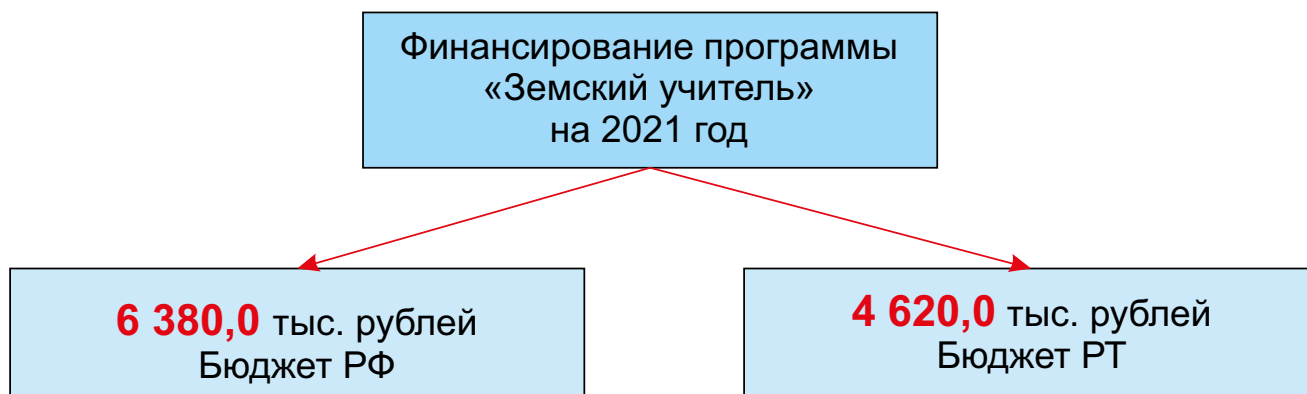 Финансирование программы
«Земский учитель»
на 2021 год
6 380,0 тыс. рублей
Бюджет РФ
4 620,0 тыс. рублей
Бюджет РТ